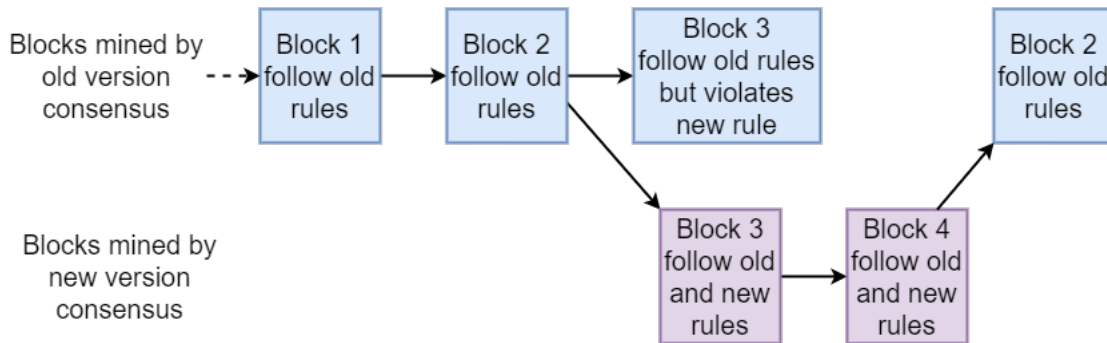 Blocks mined by
old version
consensus
Block 1
follow old
rules
Block 2
follow old
rules
Block 3
follow old rules
but violates
new rule
Block 2
follow old
rules
Blocks mined by
new version
consensus
Block 3
follow old
and new
rules
Block 4
follow old
and new
rules